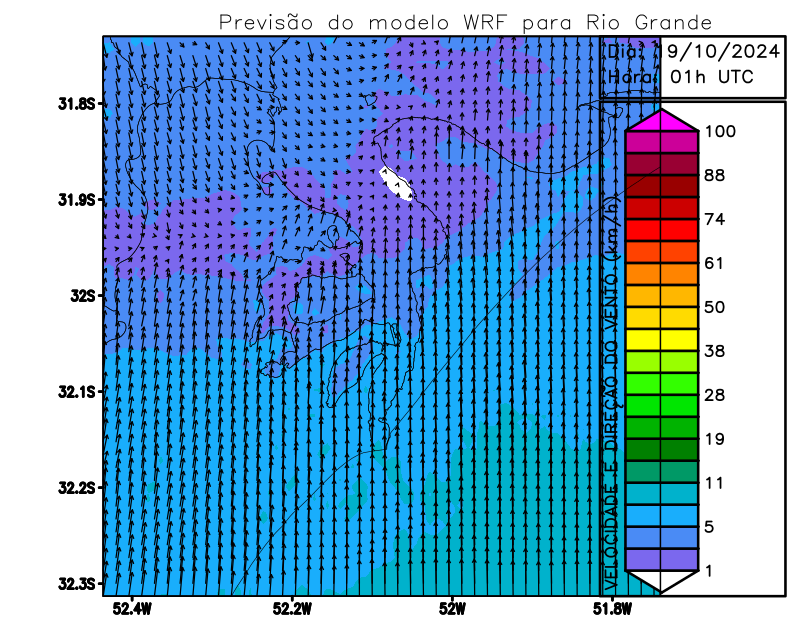 Previsão do modelo WRF para Rio Grande
Dia: 9/10/2024
Hora: 01h UTC
31.8S
31.9S
32S
32.1S
32.2S
32.3S
52.4W
52.2W
52W
51.8W
VELOCIDADE E DIREÇÃO DO VENTO (km/h)
100
88
74
61
50
38
28
19
11
5
1